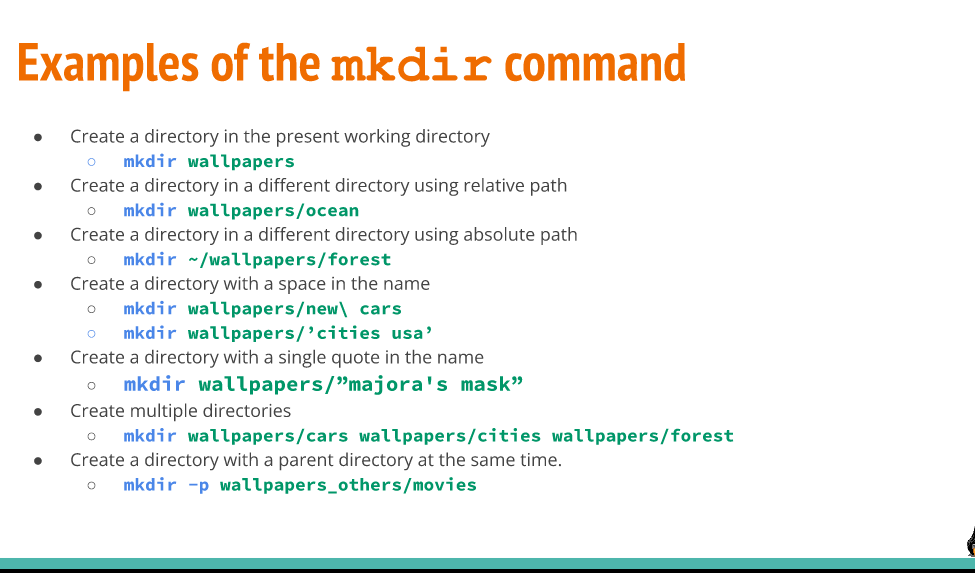 Examples of the mkdir command
● Create a directory in the present working directory
○ mkdir wallpapers
● Create a directory in a different directory using relative path
○ mkdir wallpapers/ocean
● Create a directory in a different directory using absolute path
○ mkdir ~/wallpapers/forest
● Create a directory with a space in the name
○ mkdir wallpapers/new\ cars
○ mkdir wallpapers/’cities usa’
● Create a directory with a single quote in the name
○ mkdir wallpapers/”majora's mask”
● Create multiple directories
○ mkdir wallpapers/cars wallpapers/cities wallpapers/forest
● Create a directory with a parent directory at the same time.
○ mkdir -p wallpapers_others/movies